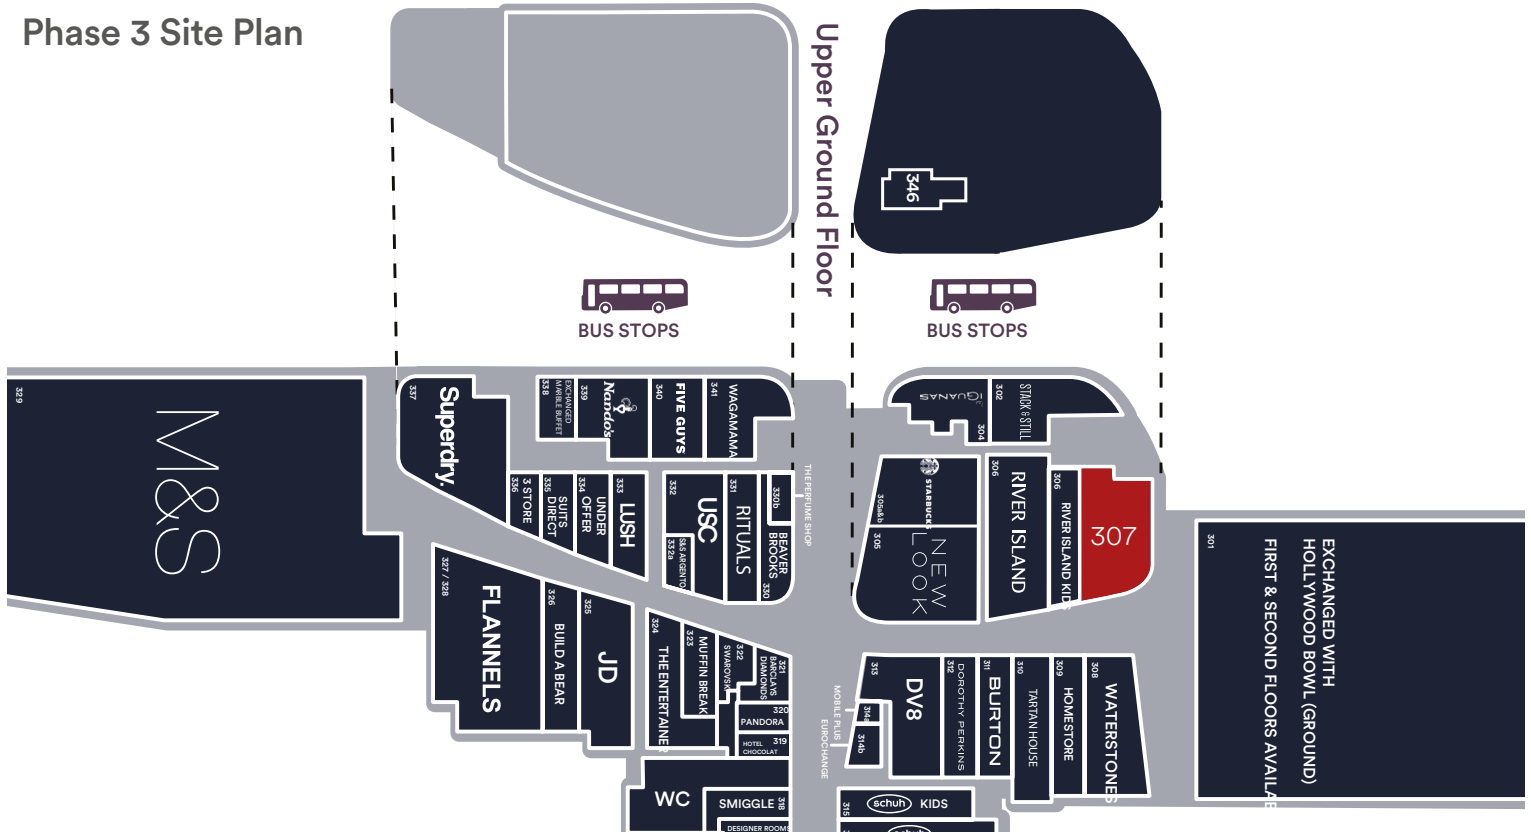 Phase 3 Site Plan
Upper Ground Floor
346
BUS STOPS
BUS STOPS
329
M&S
337
Superdry.
338
EXCHANGED
MARBLE BUFFET
339
Nando's
340
FIVE GUYS
341
WAGAMAMA
IGUANAS
304
302
STACK & STILL
336
3 STORE
335
SUITS
DIRECT
334
UNDER
OFFER
333
LUSH
332
USC
332a
S&S ARGENTO
331
RITUALS
330b
BEAVER
BROOKS
330
THE PERFUME SHOP
STARBUCKS
305a&b
305
NEW
LOOK
306
RIVER ISLAND
306
RIVER ISLAND KIDS
307
301
EXCHANGED WITH
HOLLYWOOD BOWL (GROUND)
FIRST & SECOND FLOORS AVAILAB
327 / 328
FLANNELS
326
BUILD A BEAR
325
JD
324
THE ENTERTAINER
323
MUFFIN BREAK
322
SWAROVSKI
321
BARCLAYS
DIAMONDS
320
PANDORA
319
HOTEL
CHOCOLAT
MOBILE PLUS
EUROCHANGE
313
DV8
314a
314b
312
DOROTHY PERKINS
311
BURTON
310
TARTAN HOUSE
309
HOMESTORE
308
WATERSTONES
WC
SMIGGLE
318
DESIGNER ROOMS
315
schuh KIDS
schuh